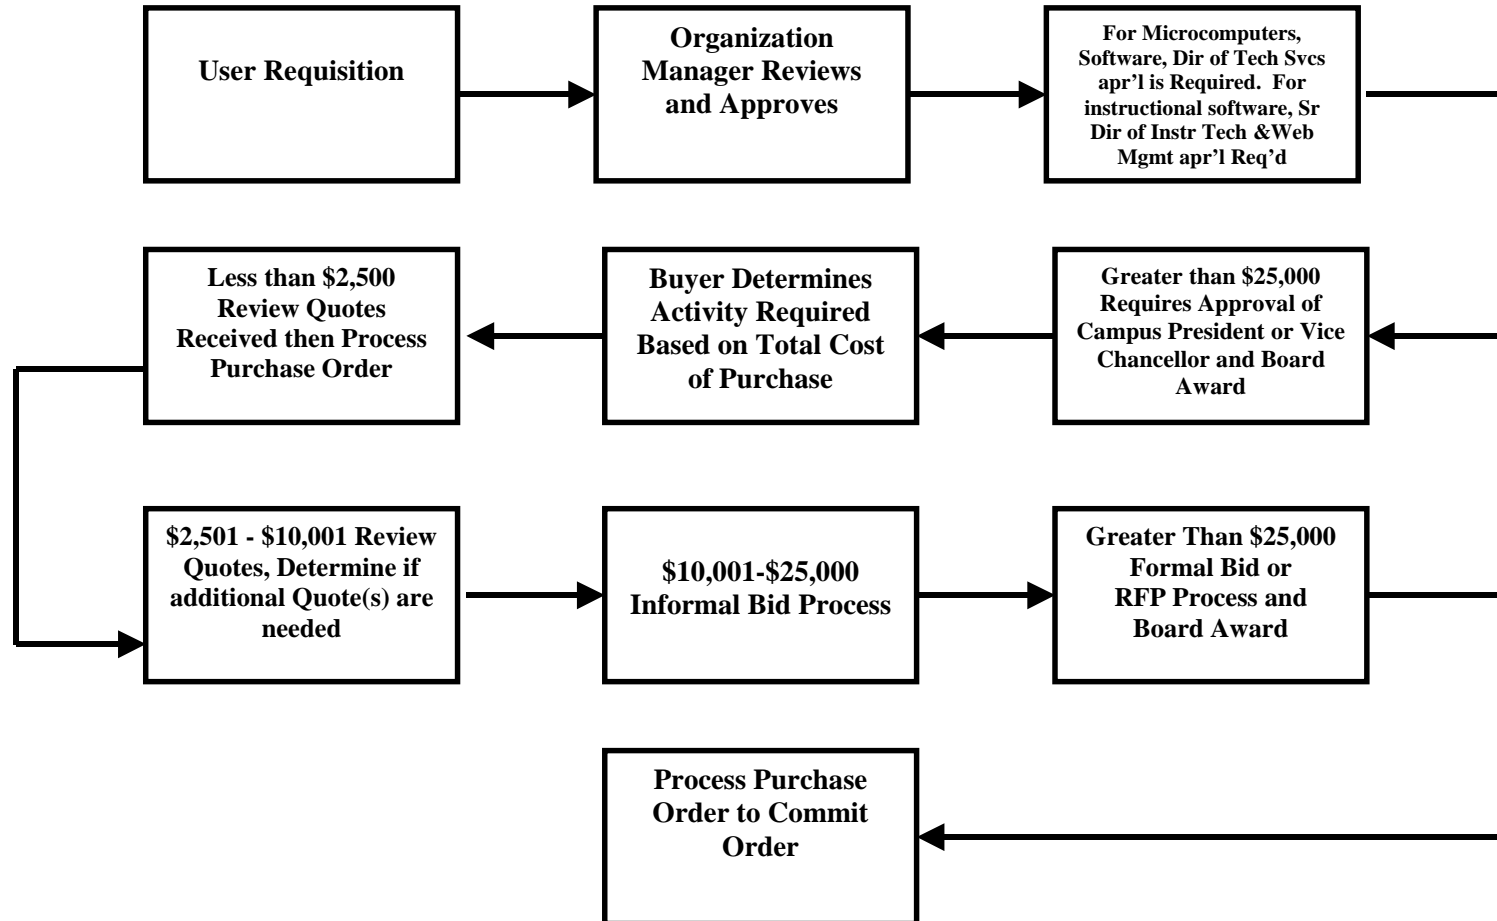 User Requisition
Organization
Manager Reviews
and Approves
For Microcomputers,
Software, Dir of Tech Svcs
apr’l is Required.  For
instructional software, Sr
Dir of Instr Tech &Web
Mgmt apr’l Req’d
Less than $2,500
Review Quotes
Received then Process
Purchase Order
Buyer Determines
Activity Required
Based on Total Cost
of Purchase
Greater than $25,000
Requires Approval of
Campus President or Vice
Chancellor and Board
Award
$2,501 - $10,001 Review
Quotes, Determine if
additional Quote(s) are
needed
$10,001-$25,000
Informal Bid Process
Greater Than $25,000
Formal Bid or
RFP Process and
Board Award
Process Purchase
Order to Commit
Order